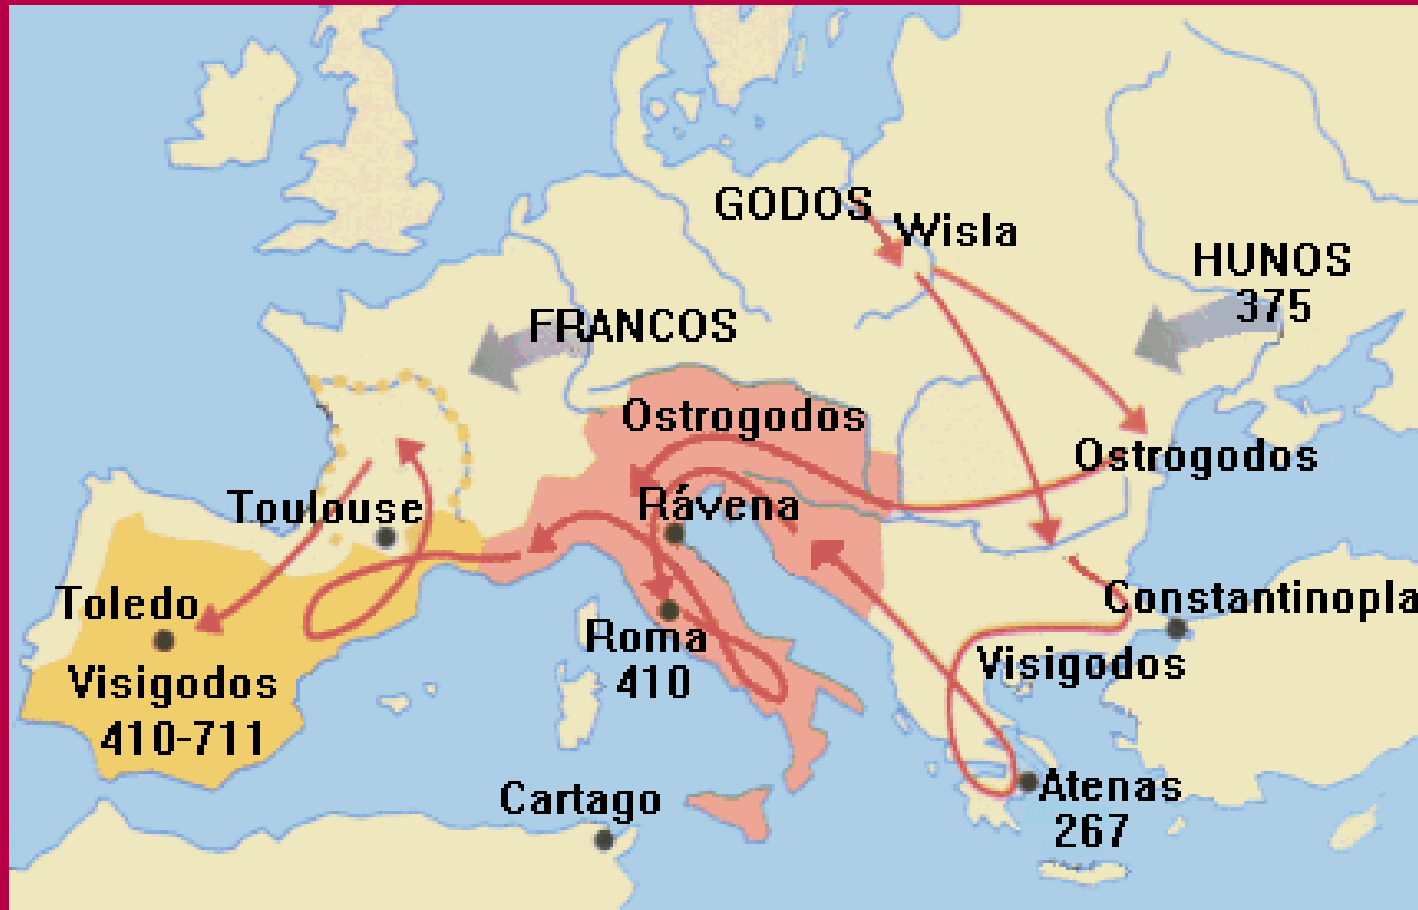 GODOS
Wisla
HUNOS
375
FRANCOS
Ostrogodos
Ostrogodos
Toulouse
Rávena
Toledo
Roma
410
Constantinopla
Visigodos
Visigodos
410-711
Cartago
Atenas
267